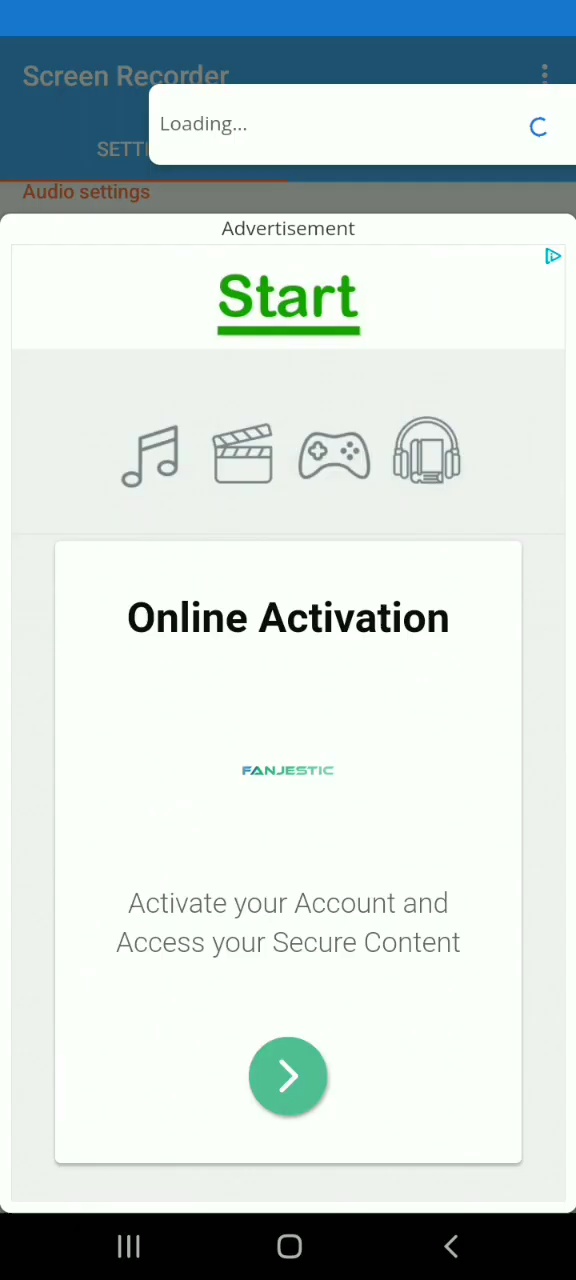 Screen Recorder
Loading...
Audio settings
Advertisement
Start
Online Activation
FANJESTIC
Activate your Account and
Access your Secure Content